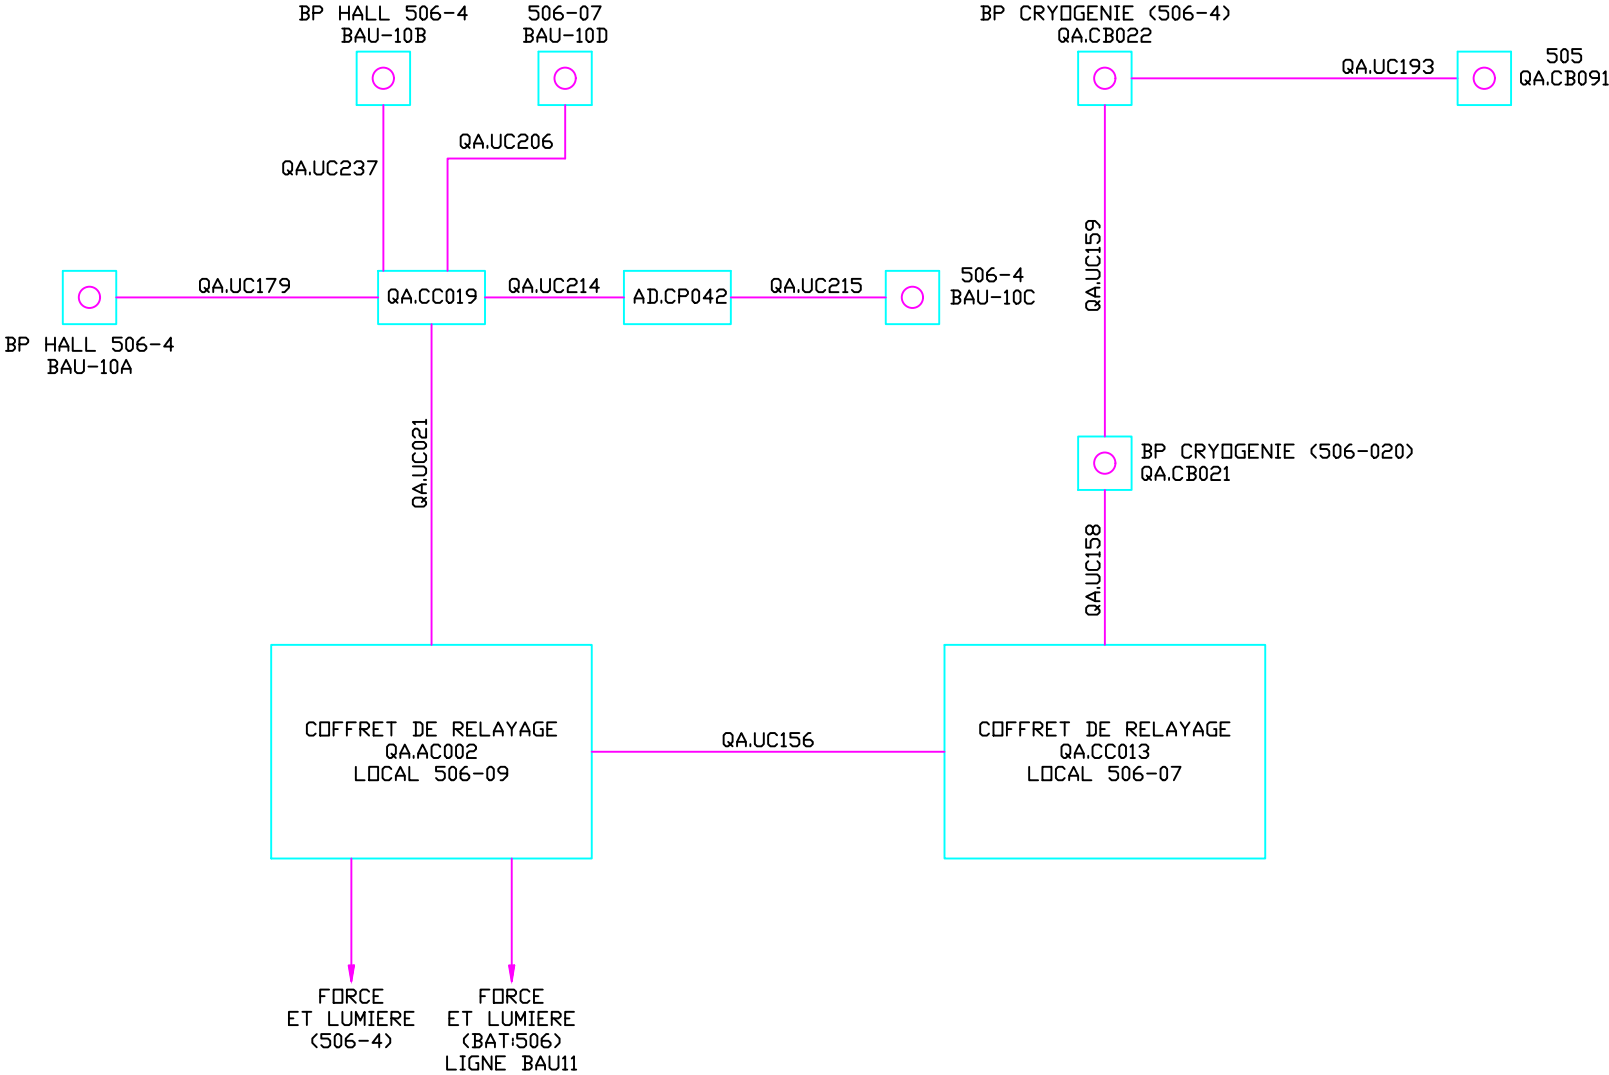 BP HALL 506-4
BAU-10B
506-07
BAU-10D
BP CRYOGENIE (506-4)
QA.CB022
QA.UC193
505
QA.CB091
QA.UC206
QA.UC237
QA.UC159
QA.UC179
QA.CC019
QA.UC214
AD.CP042
QA.UC215
506-4
BAU-10C
BP HALL 506-4
BAU-10A
QA.UC021
BP CRYOGENIE (506-020)
QA.CB021
QA.UC158
COFFRET DE RELAYAGE
QA.AC002
LOCAL 506-09
QA.UC156
COFFRET DE RELAYAGE
QA.CC013
LOCAL 506-07
FORCE
ET LUMIERE
(506-4)
FORCE
ET LUMIERE
(BAT:506)
LIGNE BAU11